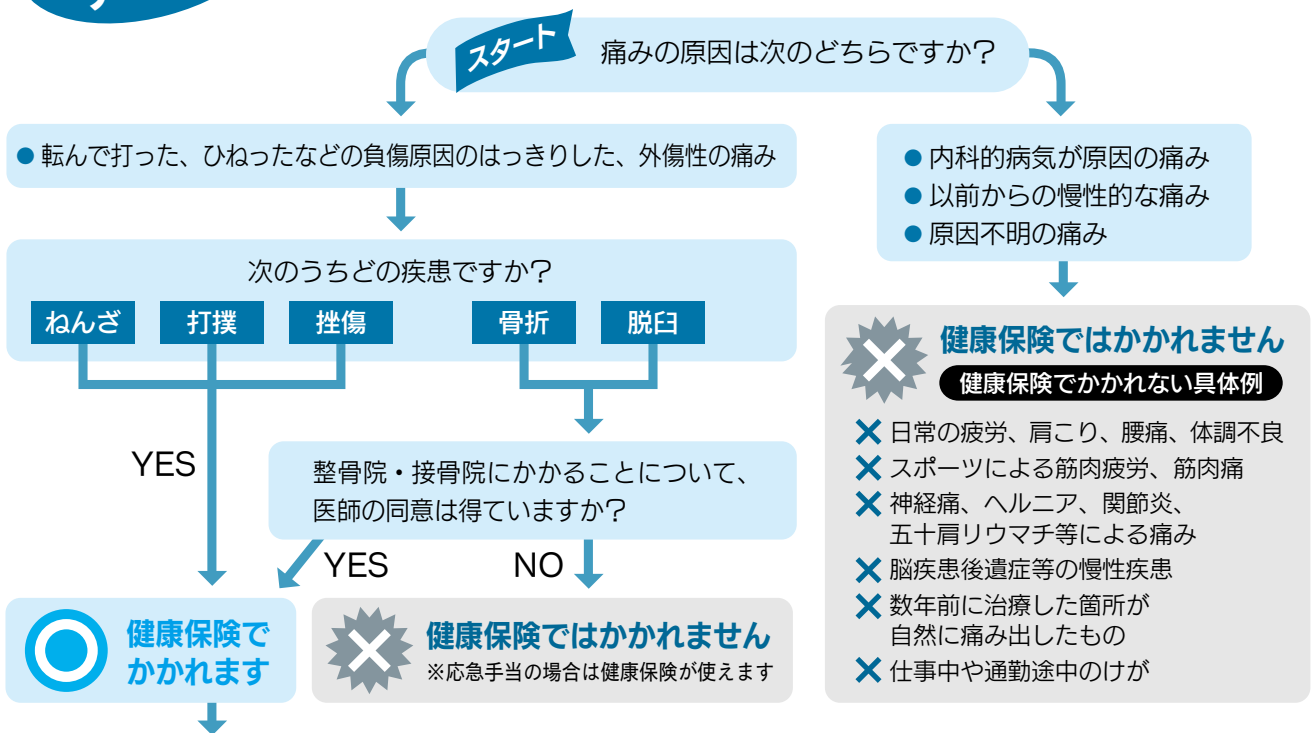 スタート
痛みの原因は次のどちらですか？
●転んで打った、ひねったなどの負傷原因のはっきりした、外傷性の痛み
次のうちどの疾患ですか？
ねんざ 打撲 挫傷 骨折 脱臼
YES
整骨院・接骨院にかかることについて、
医師の同意は得ていますか？
YES NO
健康保険で
かかれます
健康保険ではかかれません
※応急手当の場合は健康保険が使えます
●内科的病気が原因の痛み
●以前からの慢性的な痛み
●原因不明の痛み
健康保険ではかかれません
健康保険でかかれない具体例
×日常の疲労、肩こり、腰痛、体調不良
×スポーツによる筋肉疲労、筋肉痛
×神経痛、ヘルニア、関節炎、
五十肩リウマチ等による痛み
×脳疾患後遺症等の慢性疾患
×数年前に治療した箇所が
自然に痛み出したもの
×仕事中や通勤途中のけが